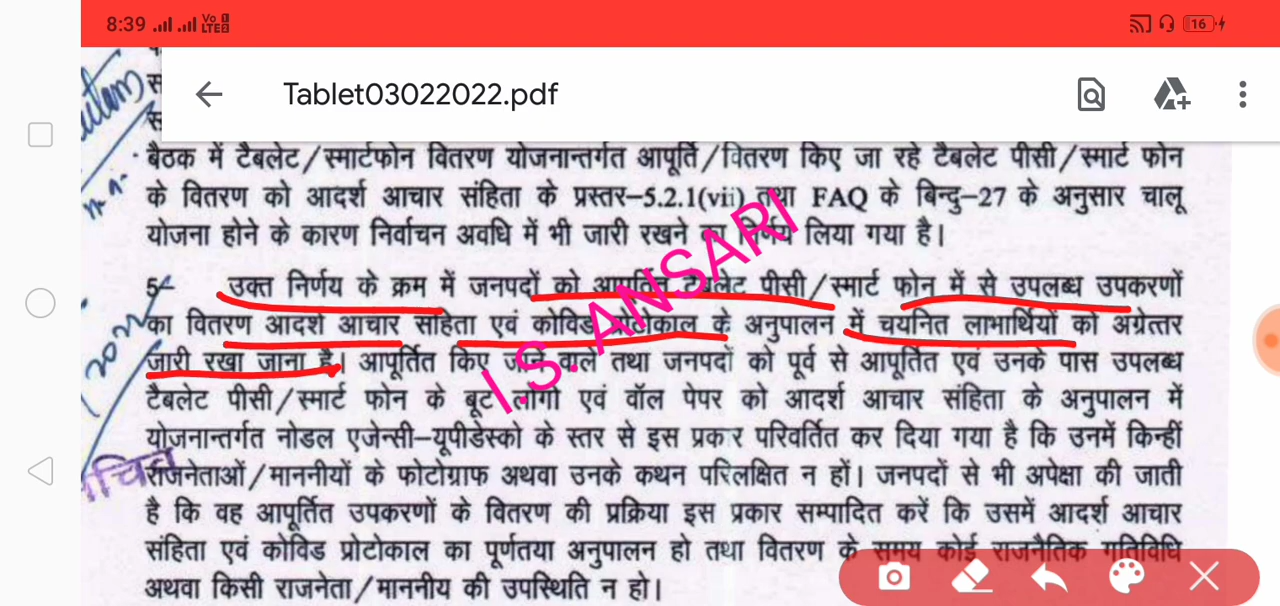 8:39 Vo LTE 16
Tablet03022022.pdf
बैठक में टैबलेट/स्मार्टफोन वितरण योजनान्तर्गत आपूर्ति/वितरण किए जा रहे टैबलेट पीसी/स्मार्ट फोन
के वितरण को आदर्श आचार संहिता के प्रस्तर–5.2.1(vii) तथा FAQ के बिन्दु–27 के अनुसार चालू
योजना होने के कारण निर्वाचन अवधि में भी जारी रखने का निर्णय लिया गया है।
5- उक्त निर्णय के क्रम में जनपदों को आपूर्तित टैबलेट पीसी/स्मार्ट फोन में से उपलब्ध उपकरणों
का वितरण आदर्श आचार संहिता एवं कोविड प्रोटोकाल के अनुपालन में चयनित लाभार्थियों को अग्रेत्तर
जारी रखा जाना है। आपूर्तित किए जाने वाले तथा जनपदों को पूर्व से आपूर्तित एवं उनके पास उपलब्ध
टैबलेट पीसी/स्मार्ट फोन के बूट लोगो एवं वॉल पेपर को आदर्श आचार संहिता के अनुपालन में
योजनान्तर्गत नोडल एजेन्सी–यूपीडेस्को के स्तर से इस प्रकार परिवर्तित कर दिया गया है कि उनमें किन्हीं
राजनेताओं/माननीयों के फोटोग्राफ अथवा उनके कथन परिलक्षित न हों। जनपदों से भी अपेक्षा की जाती
है कि वह आपूर्तित उपकरणों के वितरण की प्रक्रिया इस प्रकार सम्पादित करें कि उसमें आदर्श आचार
संहिता एवं कोविड प्रोटोकाल का पूर्णतया अनुपालन हो तथा वितरण के समय कोई राजनैतिक गतिविधि
अथवा किसी राजनेता/माननीय की उपस्थिति न हो।
I.S. ANSARI